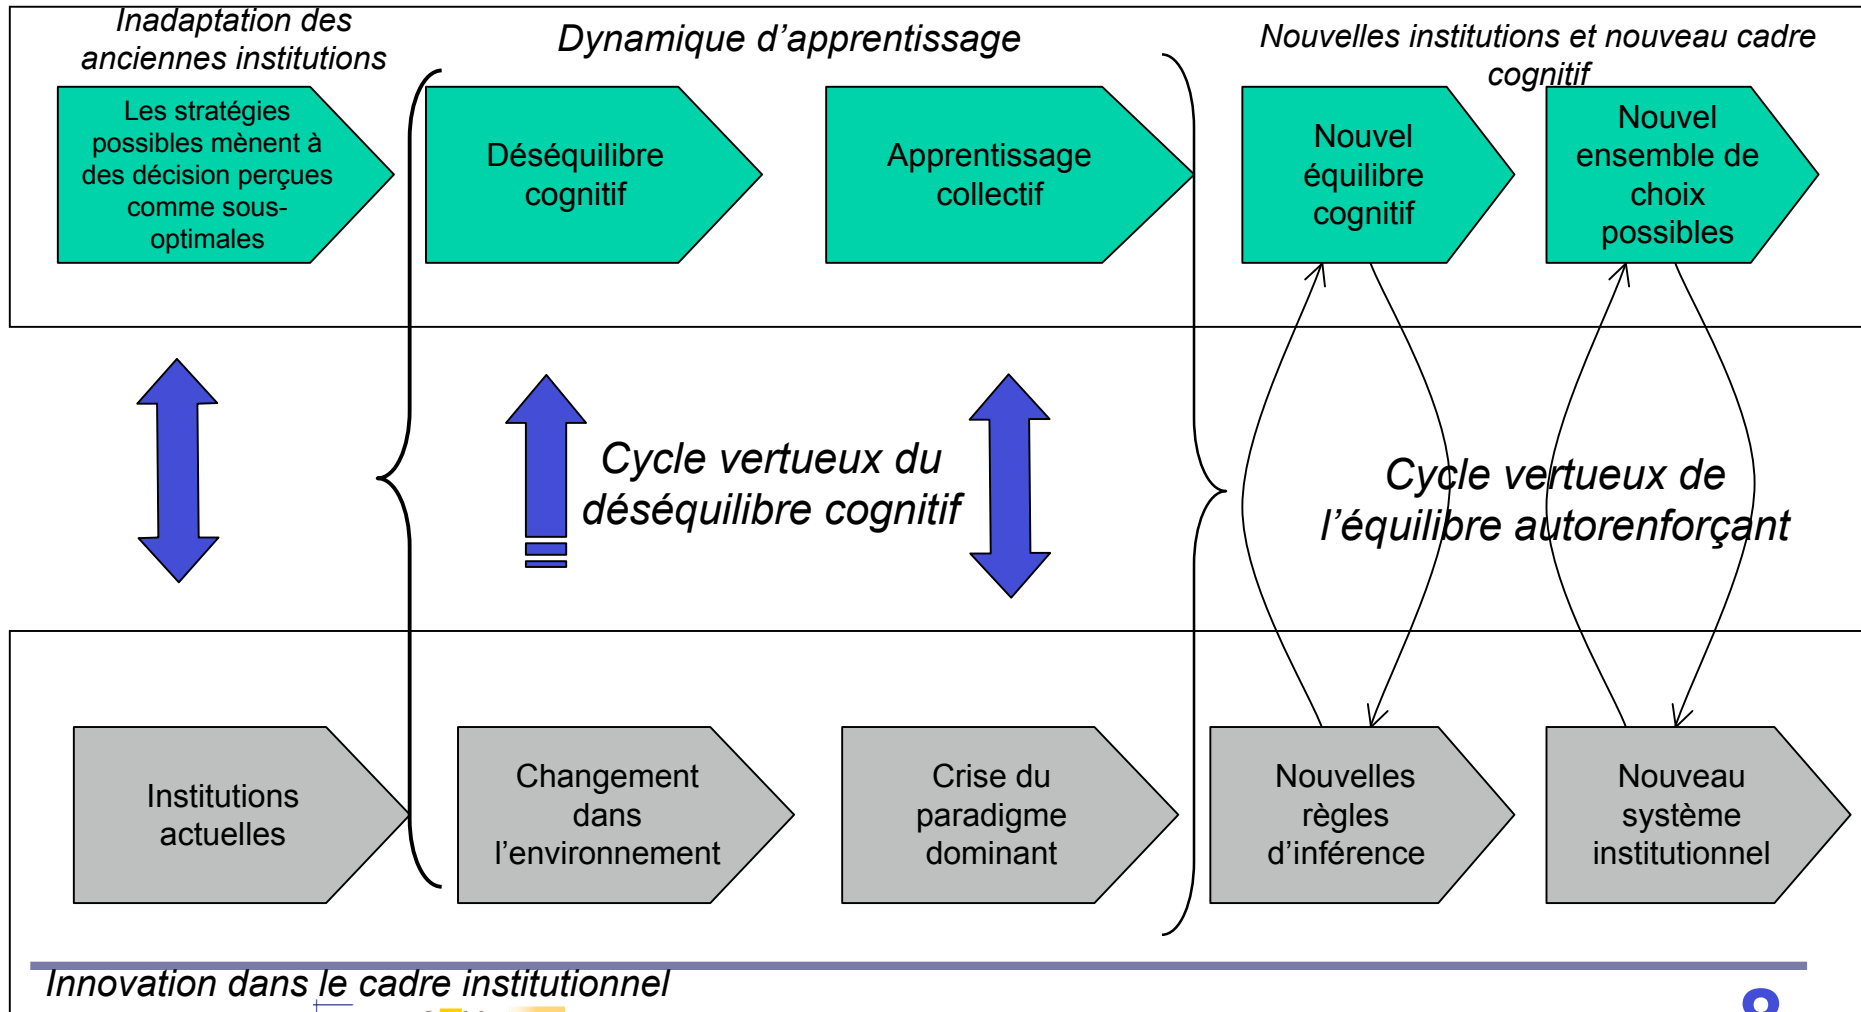 Inadaptation des
anciennes institutions
Dynamique d’apprentissage
Nouvelles institutions et nouveau cadre
cognitif
Les stratégies
possibles mènent à
des décision perçues
comme sous-
optimales
Déséquilibre
cognitif
Apprentissage
collectif
Nouvel
équilibre
cognitif
Nouvel
ensemble de
choix
possibles
Cycle vertueux du
déséquilibre cognitif
Cycle vertueux de
l’équilibre autorenforçant
Institutions
actuelles
Changement
dans
l’environnement
Crise du
paradigme
dominant
Nouvelles
règles
d’inférence
Nouveau
système
institutionnel
Innovation dans le cadre institutionnel